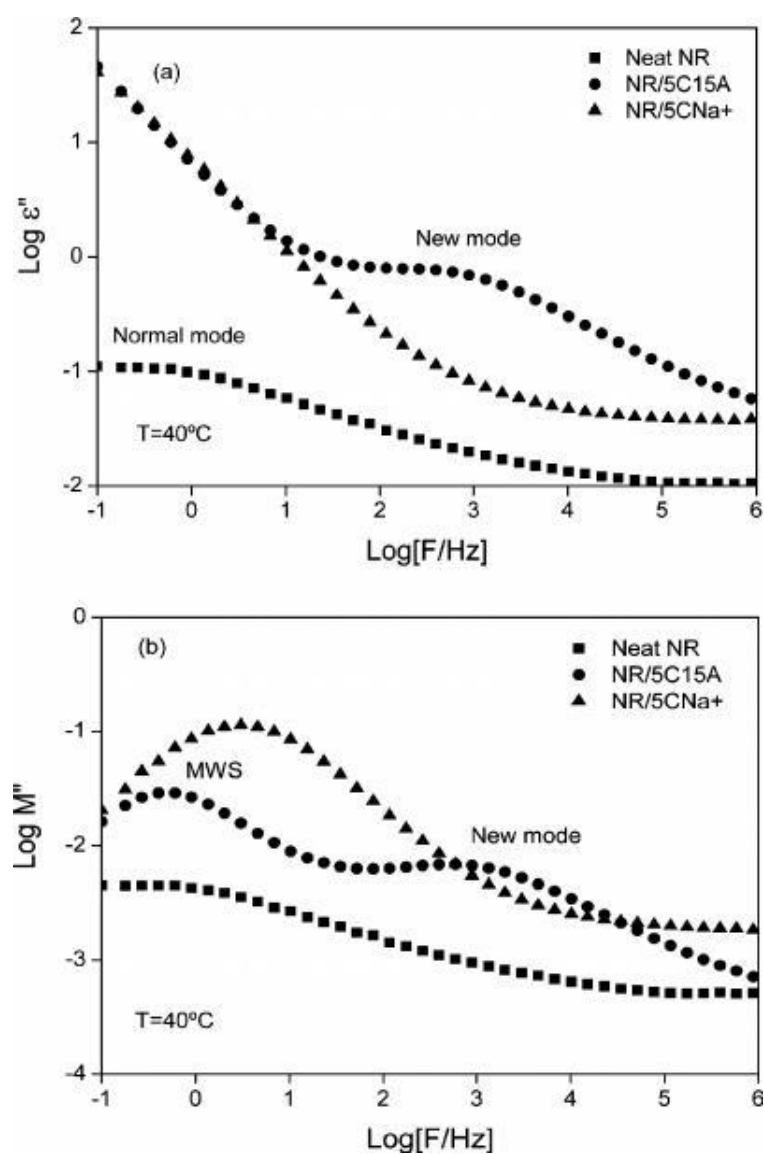 2
(a)
Neat NR
NR/5C15A
NR/5CNa+
1
Log ε"
0
New mode
Normal mode
-1
T=40ºC
-2
-1 0 1 2 3 4 5 6
Log[F/Hz]
0
(b)
Neat NR
NR/5C15A
NR/5CNa+
-1
MWS
Log M"
-2
New mode
-3
T=40ºC
-4
-1 0 1 2 3 4 5 6
Log[F/Hz]